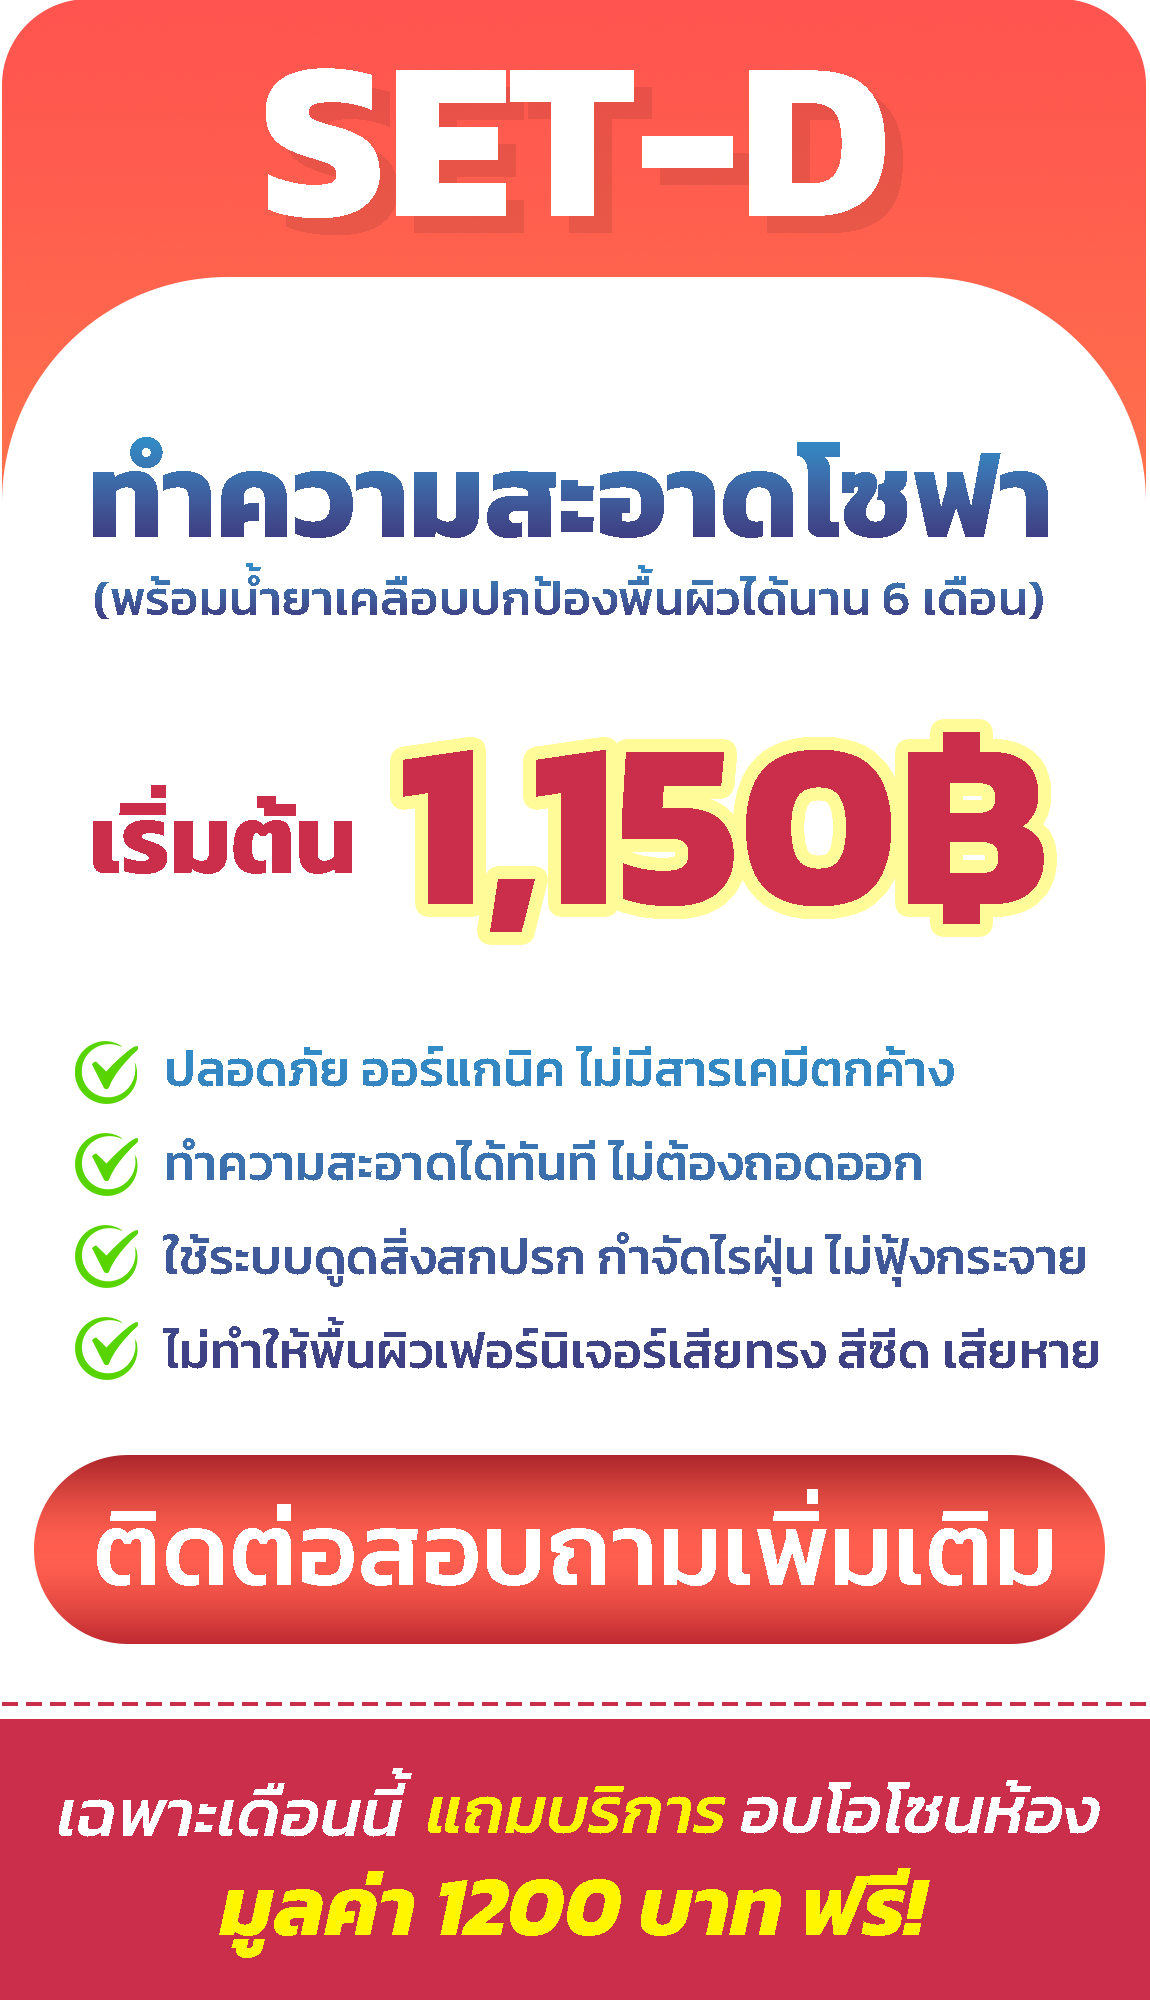 SET-D
ทำความสะอาดโซฟา
(พร้อมน้ำยาเคลือบปกป้องพื้นผิวได้นาน 6 เดือน)
เริ่มต้น 1,150฿
ปลอดภัย ออร์แกนิค ไม่มีสารเคมีตกค้าง
ทำความสะอาดได้ทันที ไม่ต้องถอดออก
ใช้ระบบดูดสิ่งสกปรก กำจัดไรฝุ่น ไม่ฟุ้งกระจาย
ไม่ทำให้พื้นผิวเฟอร์นิเจอร์เสียทรง สีซีด เสียหาย
ติดต่อสอบถามเพิ่มเติม
เฉพาะเดือนนี้ แถมบริการ อบโอโซนห้อง
มูลค่า 1200 บาท ฟรี!